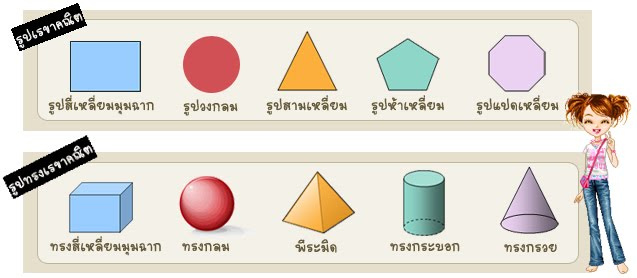 รูปเรขาคณิต
รูปสี่เหลี่ยมมุมฉาก รูปวงกลม รูปสามเหลี่ยม รูปห้าเหลี่ยม รูปแปดเหลี่ยม
รูปทรงเรขาคณิต
ทรงสี่เหลี่ยมมุมฉาก ทรงกลม พีระมิด ทรงกระบอก ทรงกรวย